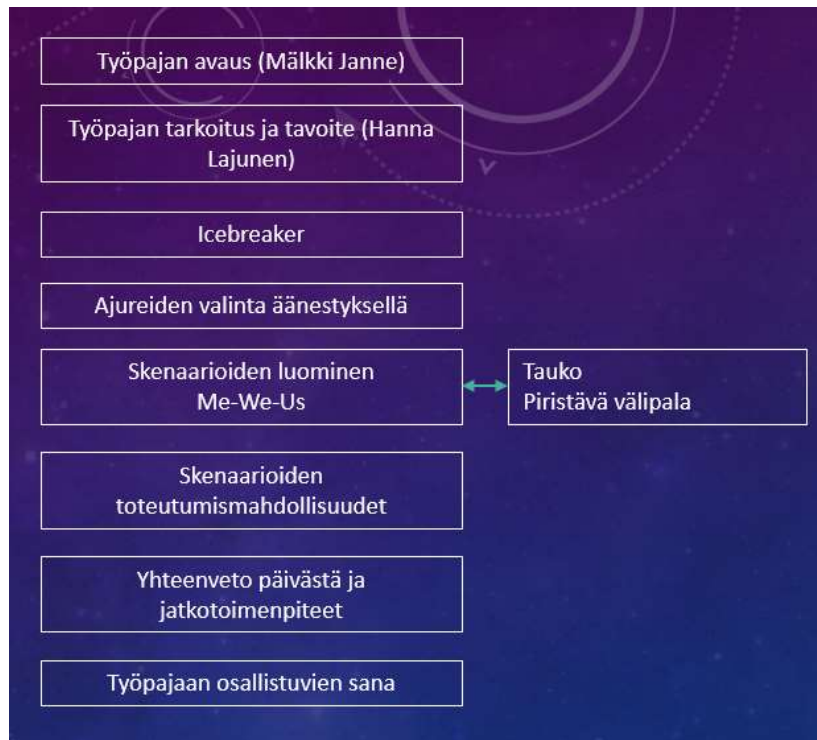 Työpajan avaus (Mälkki Janne)
Työpajan tarkoitus ja tavoite (Hanna
Lajunen)
Icebreaker
Ajureiden valinta äänestyksellä
Skenaarioiden luominen
Me-We-Us
Tauko
Piristävä välipala
Skenaarioiden
toteutumismahdollisuudet
Yhteenveto päivästä ja
jatkotoimenpiteet
Työpajaan osallistuvien sana